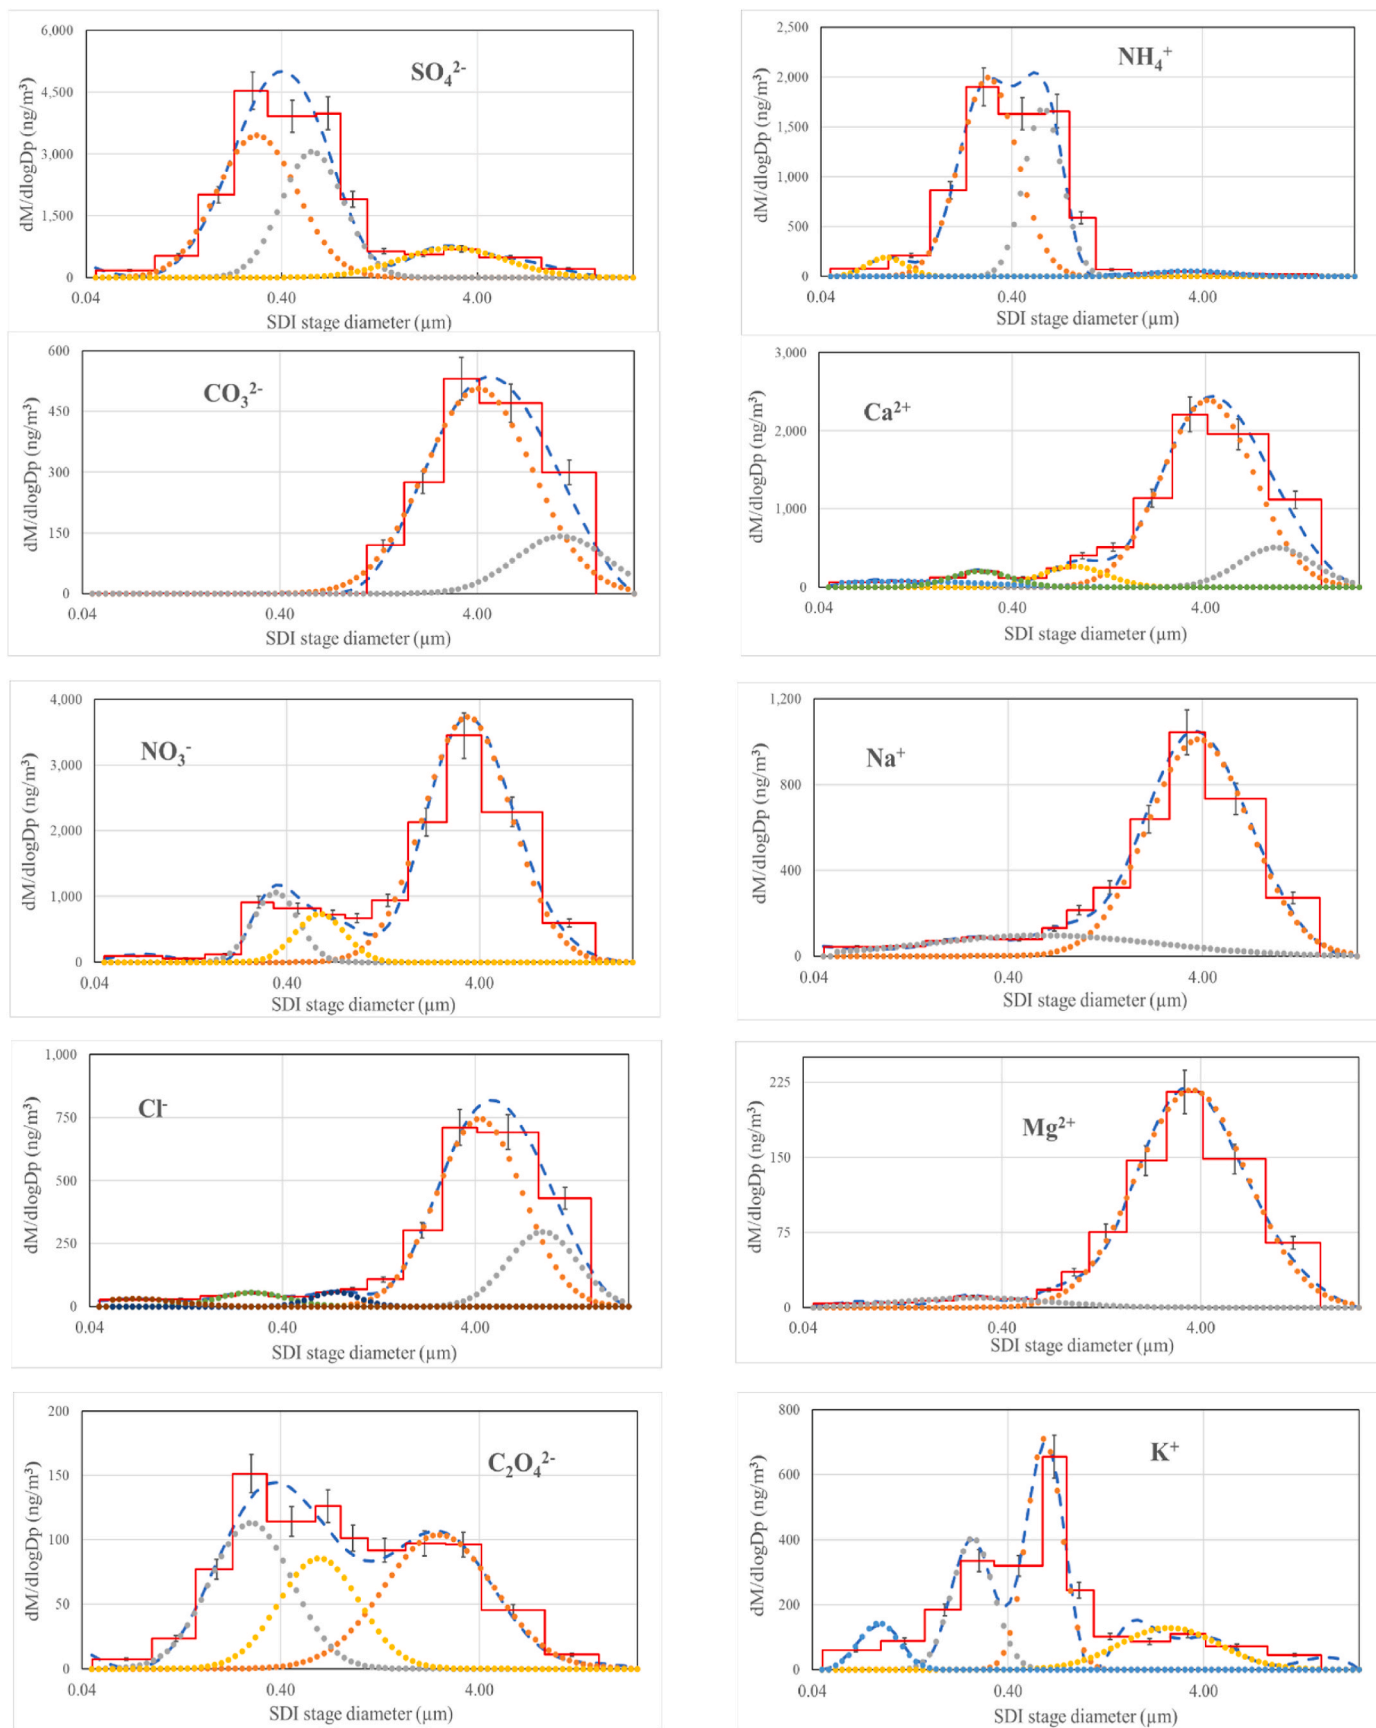 6,000
4,500
3,000
1,500
0
dM/dlogDp (ng/m³)
SO₄²⁻
0.04 0.40 4.00
SDI stage diameter (µm)
2,500
2,000
1,500
1,000
500
0
dM/dlogDp (ng/m³)
NH₄⁺
0.04 0.40 4.00
SDI stage diameter (µm)
600
450
300
150
0
dM/dlogDp (ng/m³)
CO₃²⁻
0.04 0.40 4.00
SDI stage diameter (µm)
3,000
2,000
1,000
0
dM/dlogDp (ng/m³)
Ca²⁺
0.04 0.40 4.00
SDI stage diameter (µm)
4,000
3,000
2,000
1,000
0
dM/dlogDp (ng/m³)
NO₃⁻
0.04 0.40 4.00
SDI stage diameter (µm)
1,200
800
400
0
dM/dlogDp (ng/m³)
Na⁺
0.04 0.40 4.00
SDI stage diameter (µm)
1,000
750
500
250
0
dM/dlogDp (ng/m³)
Cl⁻
0.04 0.40 4.00
SDI stage diameter (µm)
225
150
75
0
dM/dlogDp (ng/m³)
Mg²⁺
0.04 0.40 4.00
SDI stage diameter (µm)
200
150
100
50
0
dM/dlogDp (ng/m³)
C₂O₄²⁻
0.04 0.40 4.00
SDI stage diameter (µm)
800
600
400
200
0
dM/dlogDp (ng/m³)
K⁺
0.04 0.40 4.00
SDI stage diameter (µm)